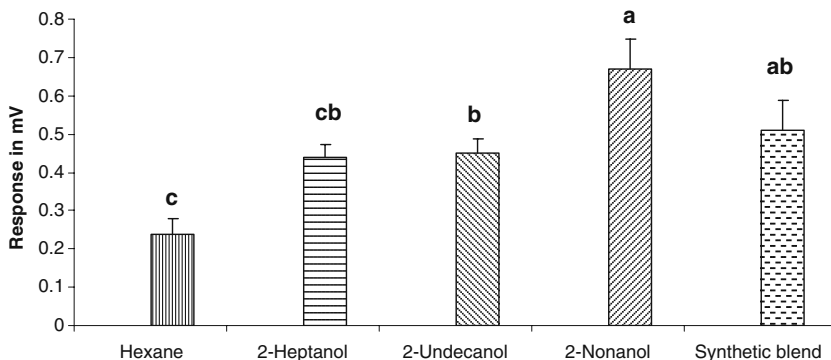 Response in mV
0.8
0.7
0.6
0.5
0.4
0.3
0.2
0.1
0
c
cb
b
a
ab
Hexane
2-Heptanol
2-Undecanol
2-Nonanol
Synthetic blend